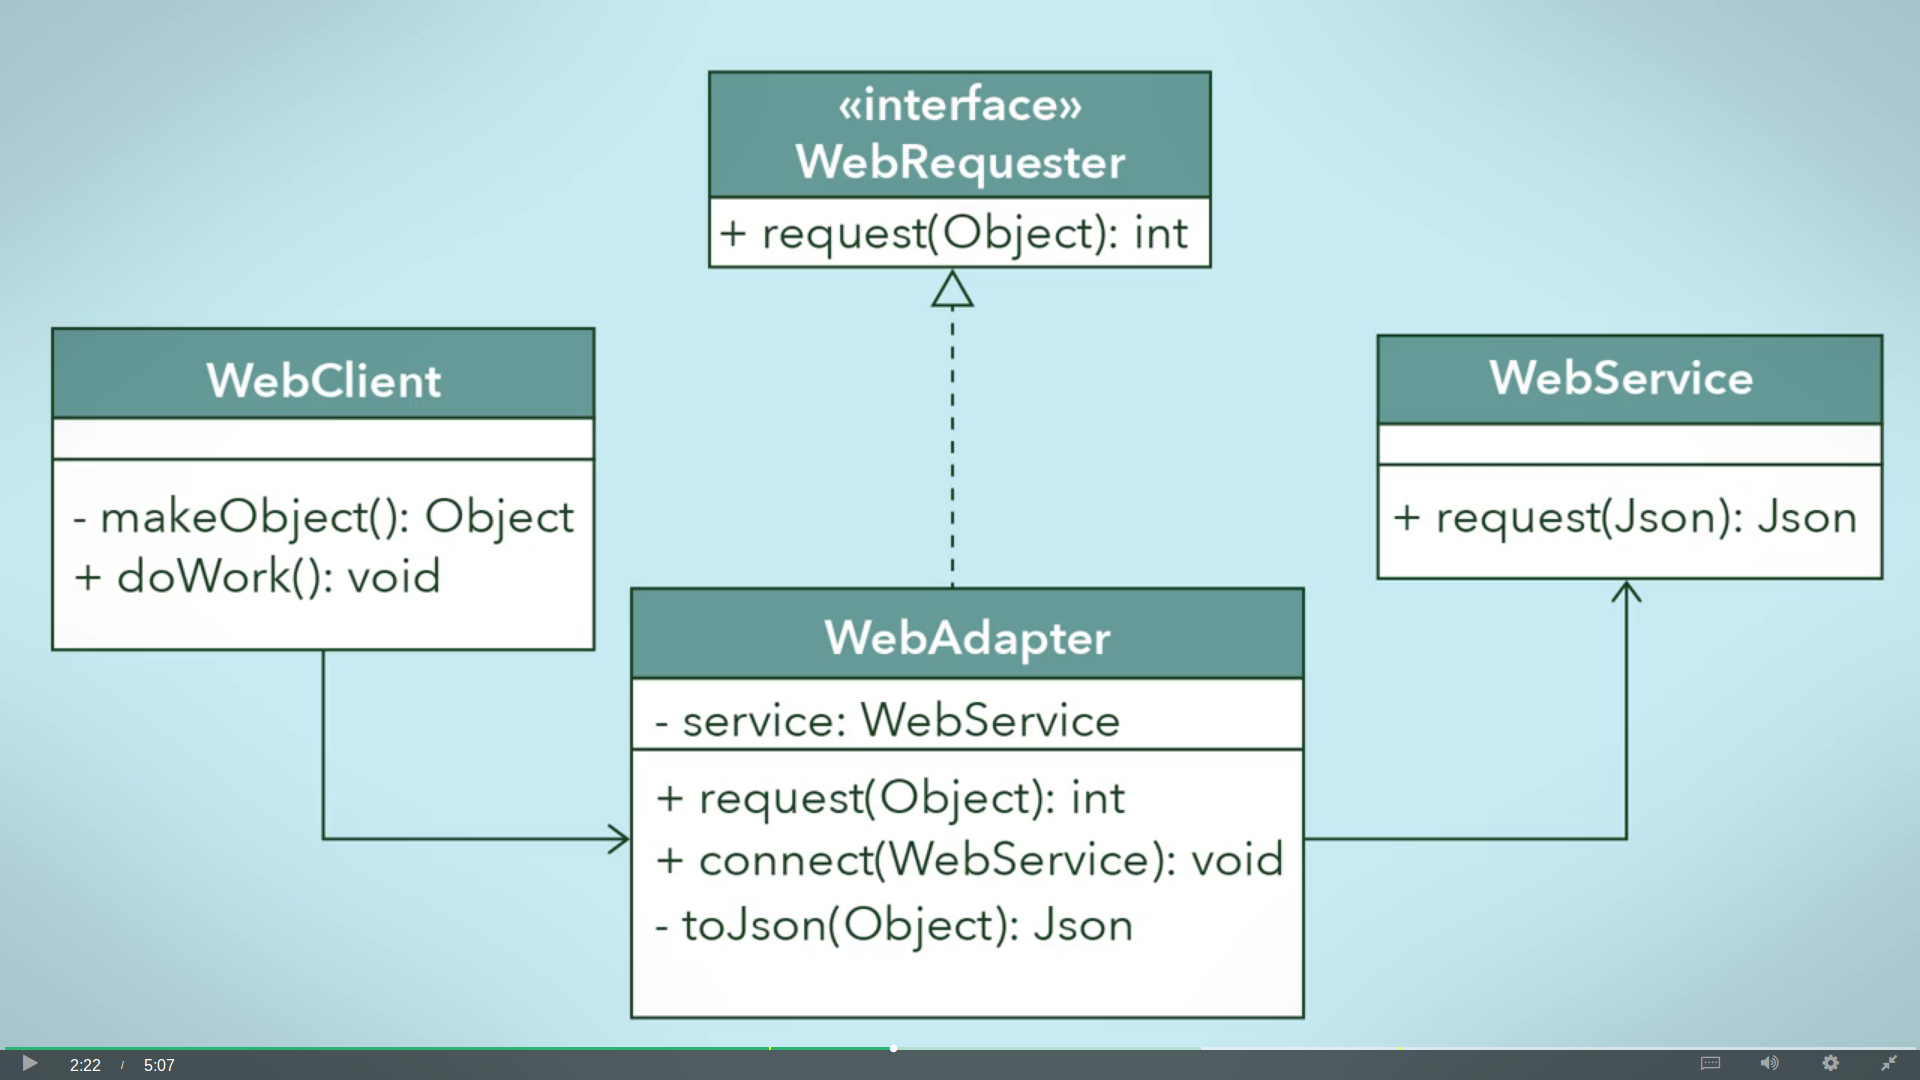 «interface»
WebRequester
+ request(Object): int
WebClient
- makeObject(): Object
+ doWork(): void
WebService
+ request(Json): Json
WebAdapter
- service: WebService
+ request(Object): int
+ connect(WebService): void
- toJson(Object): Json
2:22 / 5:07